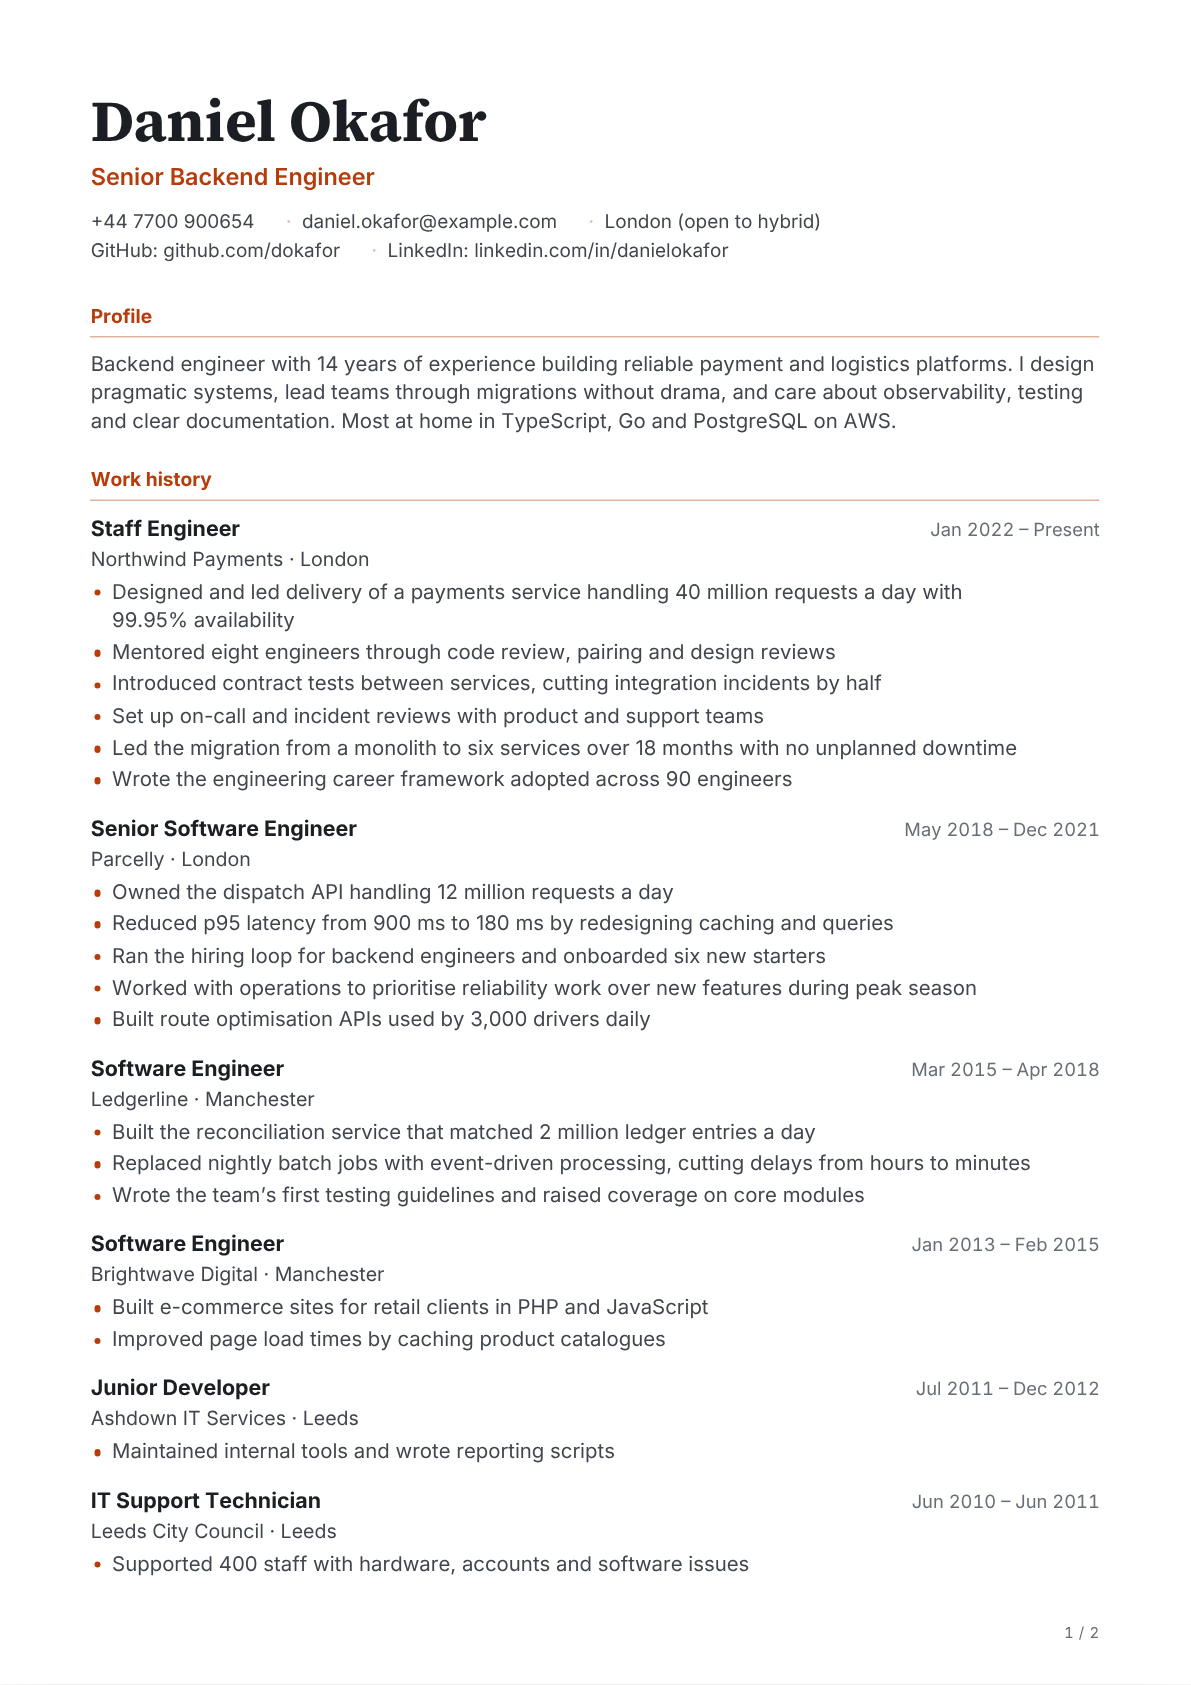 Daniel Okafor
Senior Backend Engineer
+44 7700 900654 · daniel.okafor@example.com · London (open to hybrid)
GitHub: github.com/dokafor · LinkedIn: linkedin.com/in/danielokafor
Profile
Backend engineer with 14 years of experience building reliable payment and logistics platforms. I design
pragmatic systems, lead teams through migrations without drama, and care about observability, testing
and clear documentation. Most at home in TypeScript, Go and PostgreSQL on AWS.
Work history
Staff Engineer Jan 2022 – Present
Northwind Payments · London
• Designed and led delivery of a payments service handling 40 million requests a day with
99.95% availability
• Mentored eight engineers through code review, pairing and design reviews
• Introduced contract tests between services, cutting integration incidents by half
• Set up on-call and incident reviews with product and support teams
• Led the migration from a monolith to six services over 18 months with no unplanned downtime
• Wrote the engineering career framework adopted across 90 engineers
Senior Software Engineer May 2018 – Dec 2021
Parcelly · London
• Owned the dispatch API handling 12 million requests a day
• Reduced p95 latency from 900 ms to 180 ms by redesigning caching and queries
• Ran the hiring loop for backend engineers and onboarded six new starters
• Worked with operations to prioritise reliability work over new features during peak season
• Built route optimisation APIs used by 3,000 drivers daily
Software Engineer Mar 2015 – Apr 2018
Ledgerline · Manchester
• Built the reconciliation service that matched 2 million ledger entries a day
• Replaced nightly batch jobs with event-driven processing, cutting delays from hours to minutes
• Wrote the team’s first testing guidelines and raised coverage on core modules
Software Engineer Jan 2013 – Feb 2015
Brightwave Digital · Manchester
• Built e-commerce sites for retail clients in PHP and JavaScript
• Improved page load times by caching product catalogues
Junior Developer Jul 2011 – Dec 2012
Ashdown IT Services · Leeds
• Maintained internal tools and wrote reporting scripts
IT Support Technician Jun 2010 – Jun 2011
Leeds City Council · Leeds
• Supported 400 staff with hardware, accounts and software issues
1 / 2